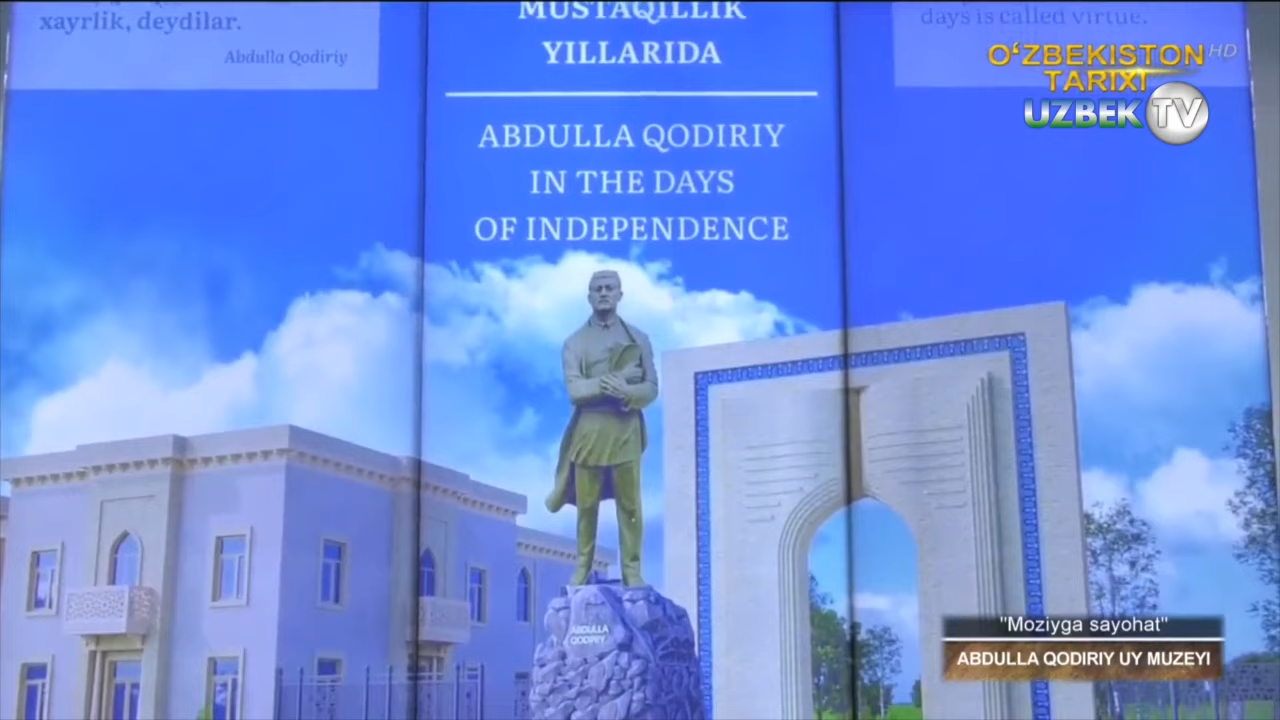 xayrlik, deydilar.
Abdulla Qodiriy
MUSTAQILLIK
YILLARIDA
ABDULLA QODIRIY
IN THE DAYS
OF INDEPENDENCE
days is called virtue.
O‘ZBEKISTON HD
TARIXI
UZBEK TV
ABDULLA
QODIRIY
"Moziyga sayohat"
ABDULLA QODIRIY UY MUZEYI